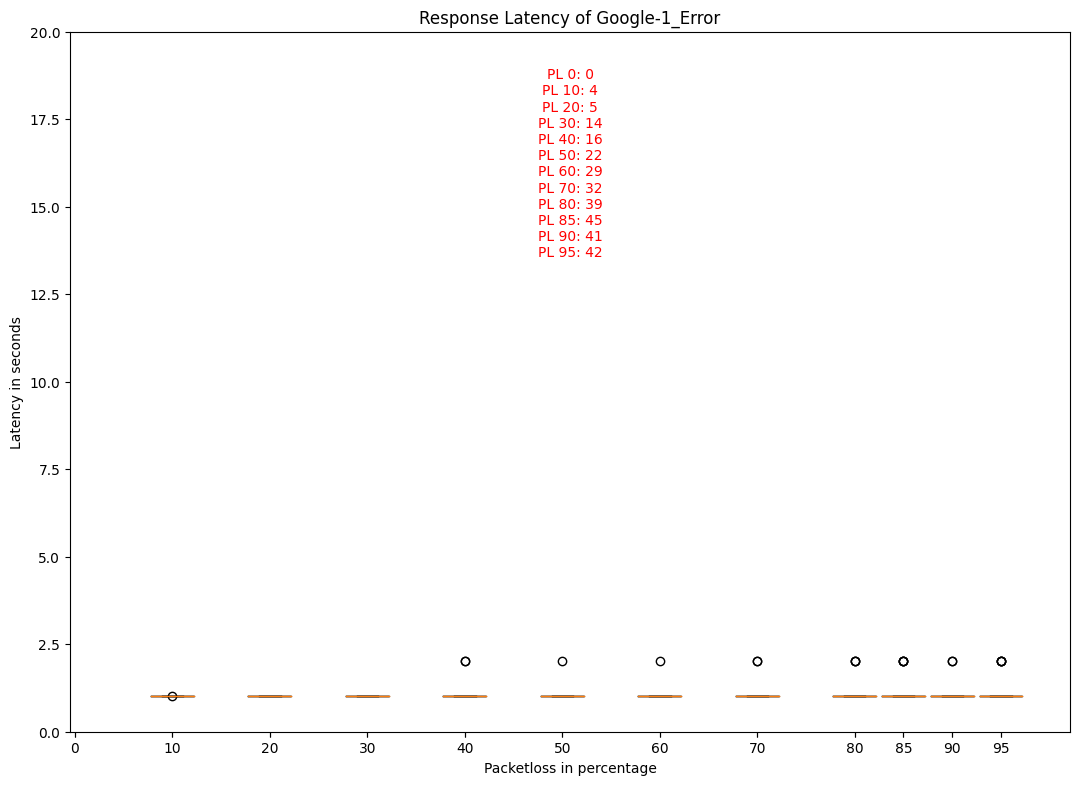 Response Latency of Google-1_Error
20.0
17.5
15.0
12.5
10.0
7.5
5.0
2.5
0.0
Latency in seconds
PL 0: 0
PL 10: 4
PL 20: 5
PL 30: 14
PL 40: 16
PL 50: 22
PL 60: 29
PL 70: 32
PL 80: 39
PL 85: 45
PL 90: 41
PL 95: 42
0 10 20 30 40 50 60 70 80 85 90 95
Packetloss in percentage